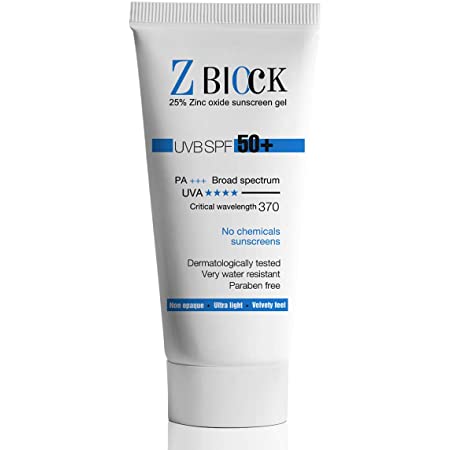 Z BLOCK
25% Zinc oxide sunscreen gel
UVB SPF 50+
PA +++ Broad spectrum
UVA ★★★★
Critical wavelength 370
No chemicals
sunscreens
Dermatologically tested
Very water resistant
Paraben free
Non opaque • Ultra light • Velvety feel